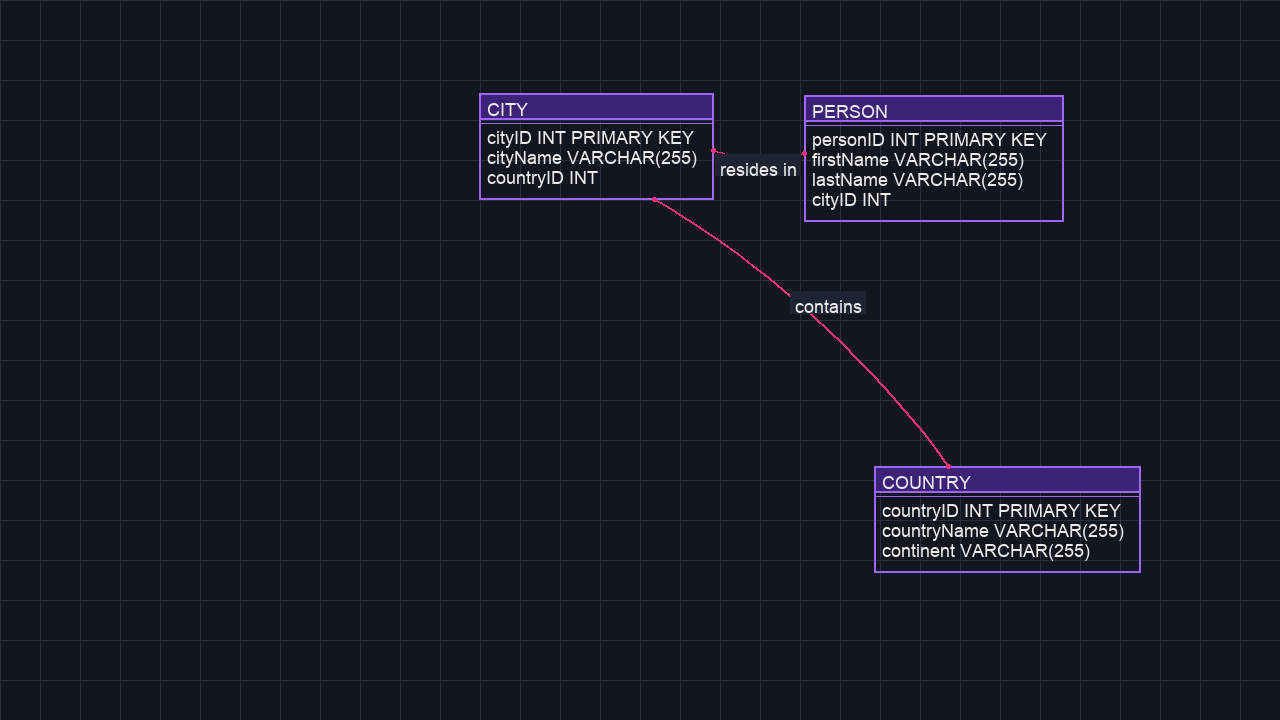 CITY
cityID INT PRIMARY KEY
cityName VARCHAR(255)
countryID INT
resides in
PERSON
personID INT PRIMARY KEY
firstName VARCHAR(255)
lastName VARCHAR(255)
cityID INT
contains
COUNTRY
countryID INT PRIMARY KEY
countryName VARCHAR(255)
continent VARCHAR(255)